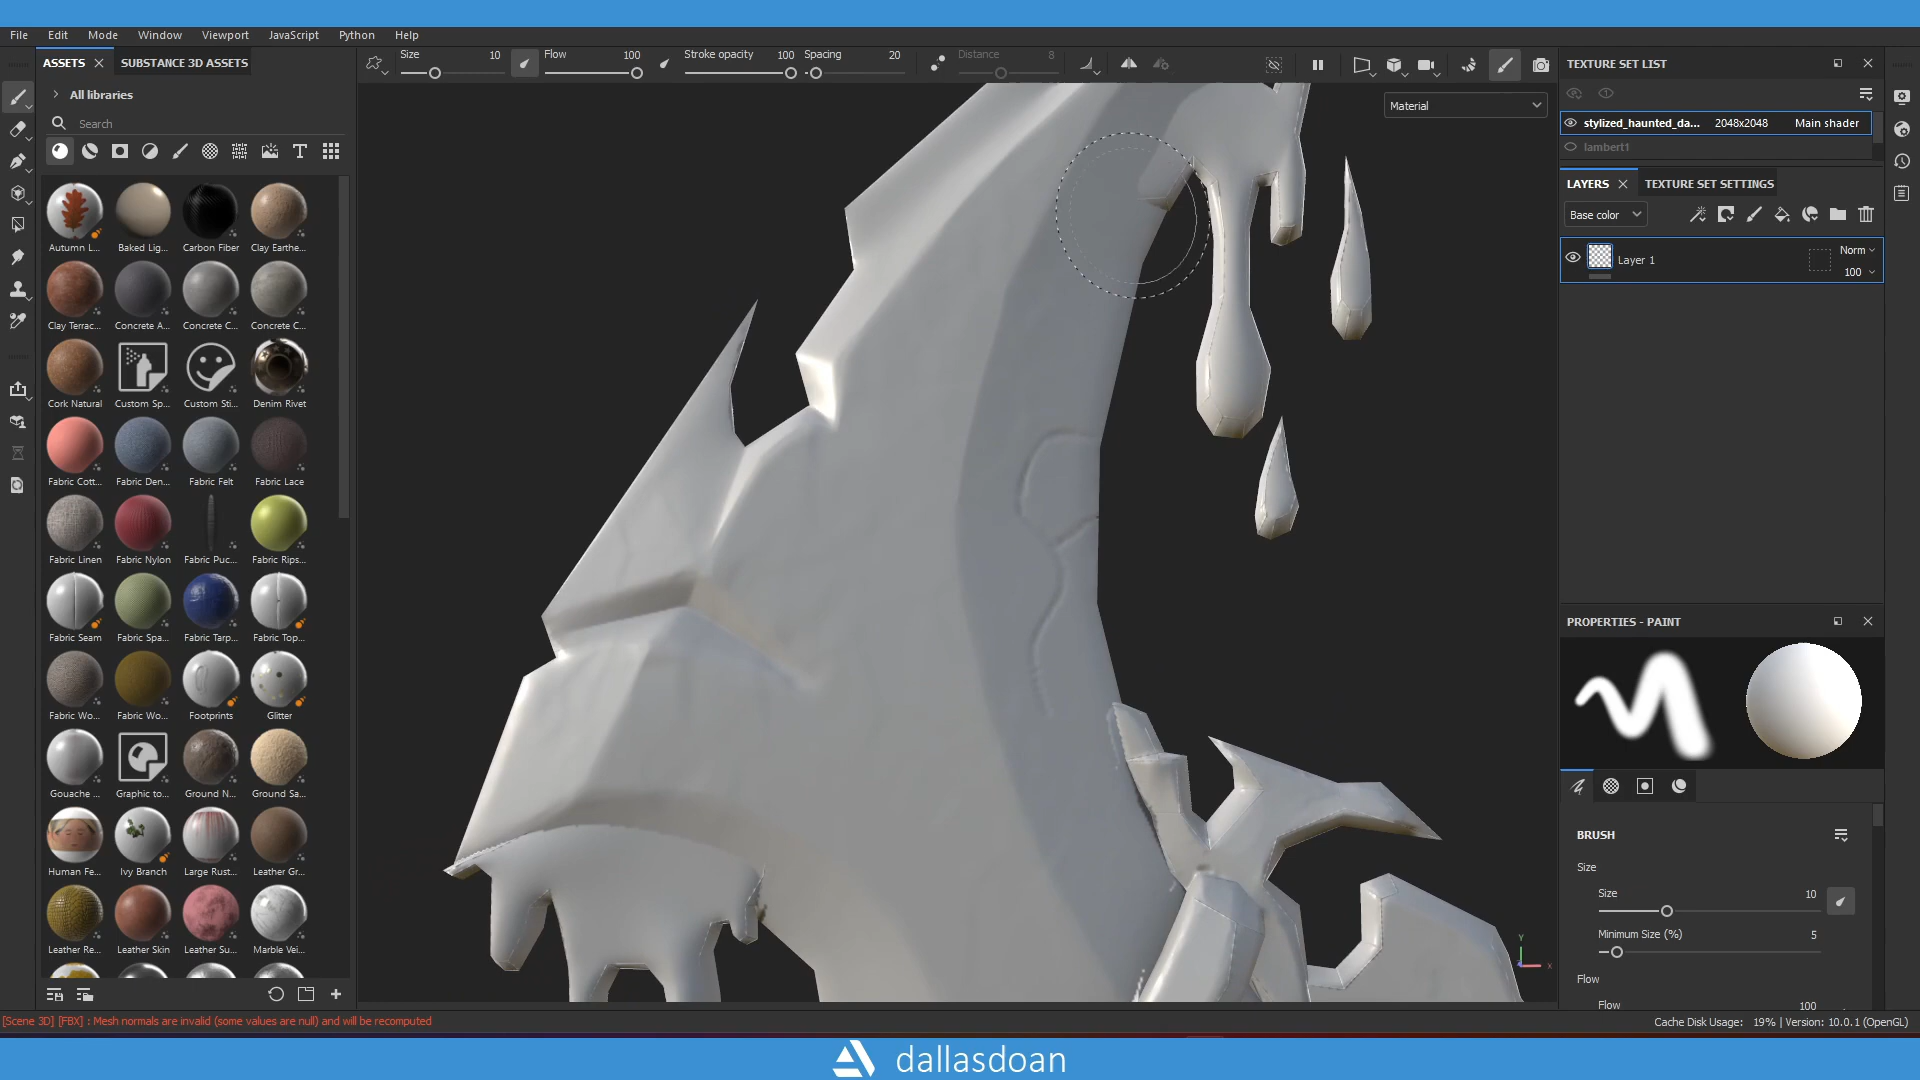 File Edit Mode Window Viewport JavaScript Python Help
ASSETS SUBSTANCE 3D ASSETS
Size 10 Flow 100 Stroke opacity 100 Spacing 20 Distance 8
All libraries
Search
Material
Autumn L... Baked Lig... Carbon Fiber Clay Earthe...
Clay Terrac... Concrete A... Concrete C... Concrete C...
Cork Natural Custom Sp... Custom Sti... Denim Rivet
Fabric Cott... Fabric Den... Fabric Felt Fabric Lace
Fabric Linen Fabric Nylon Fabric Puc... Fabric Rips...
Fabric Seam Fabric Spa... Fabric Tarp... Fabric Top...
Fabric Wo... Fabric Wo... Footprints Glitter
Gouache ... Graphic to... Ground N... Ground Sa...
Human Fe... Ivy Branch Large Rust... Leather Gr...
Leather Re... Leather Skin Leather Su... Marble Vei...
Y
X
TEXTURE SET LIST
stylized_haunted_da... 2048x2048 Main shader
lambert1
LAYERS TEXTURE SET SETTINGS
Base color
Layer 1
Norm
100
PROPERTIES - PAINT
BRUSH
Size
Size 10
Minimum Size (%) 5
Flow
Flow 100
[Scene 3D] [FBX] : Mesh normals are invalid (some values are null) and will be recomputed
Cache Disk Usage: 19% | Version: 10.0.1 (OpenGL)
dallasdoan